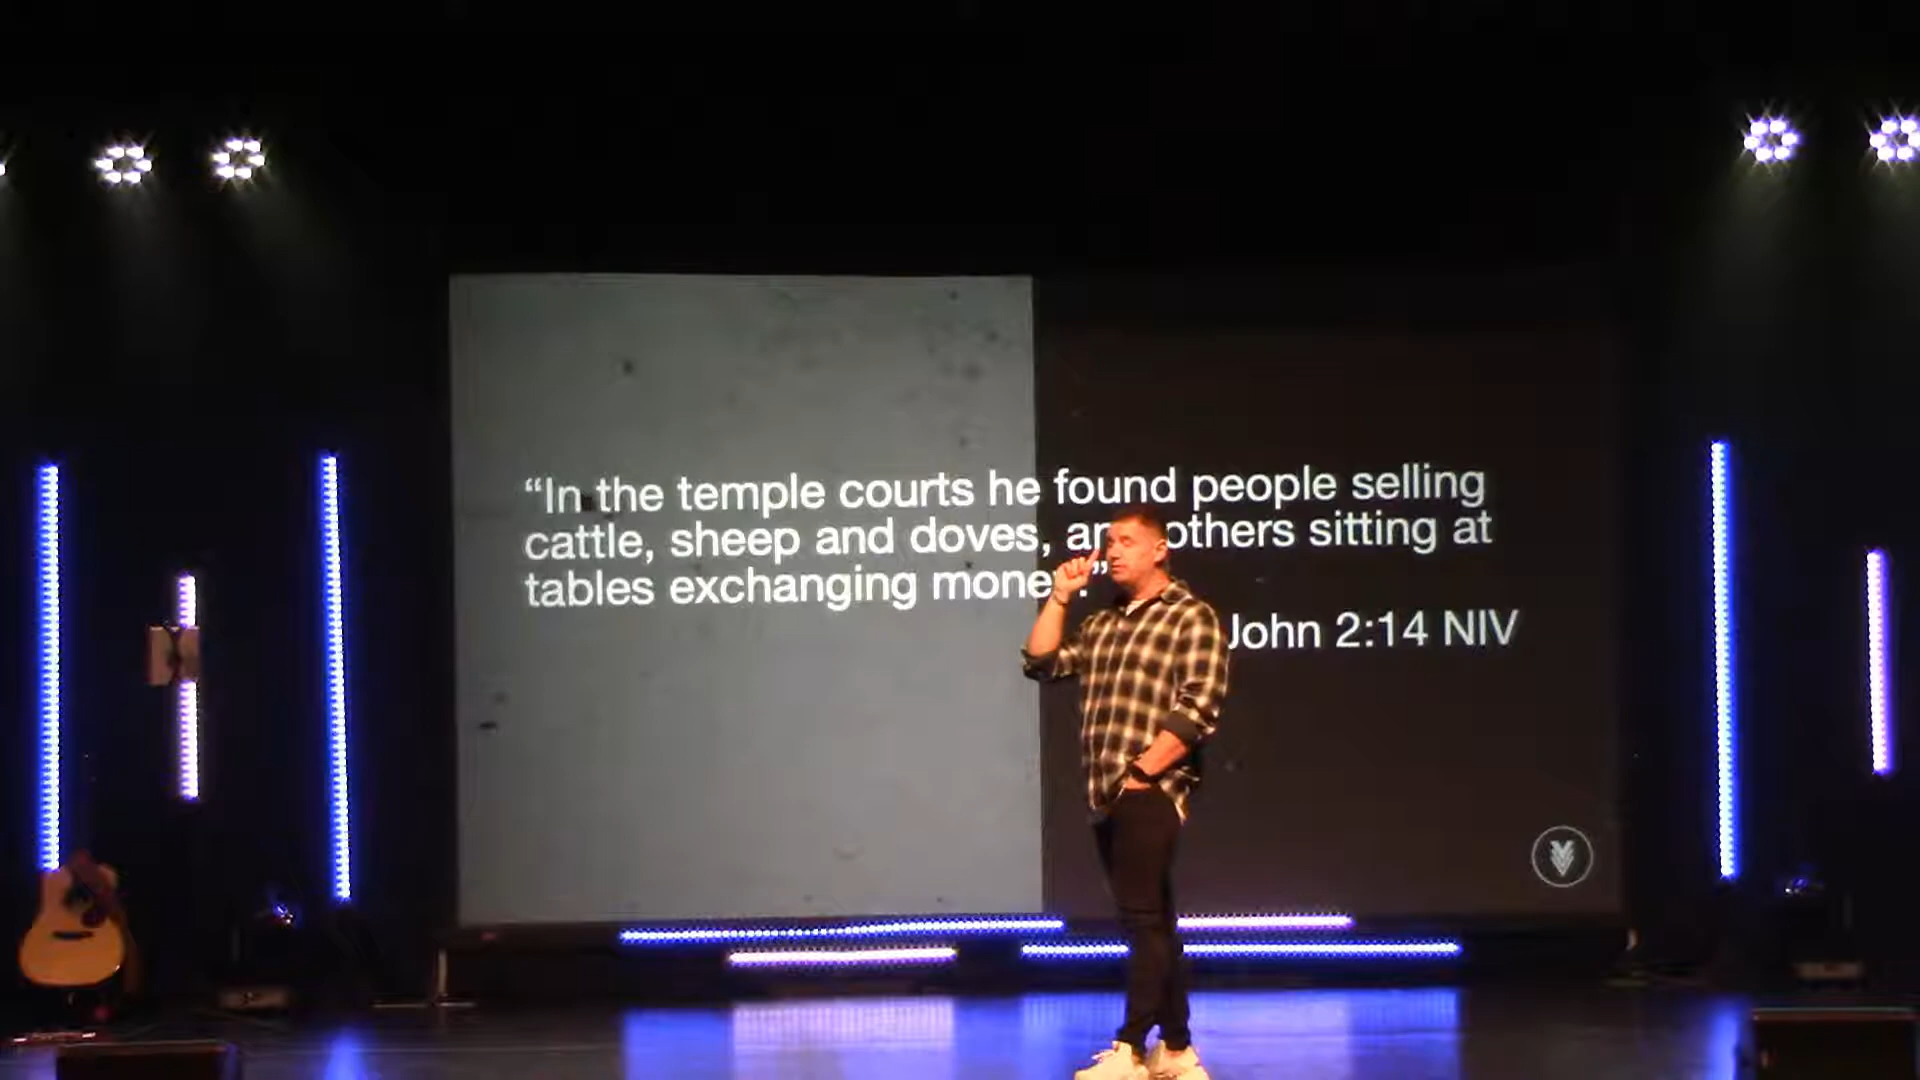 “In the temple courts he found people selling
cattle, sheep and doves, others sitting at
tables exchanging .”
John 2:14 NIV